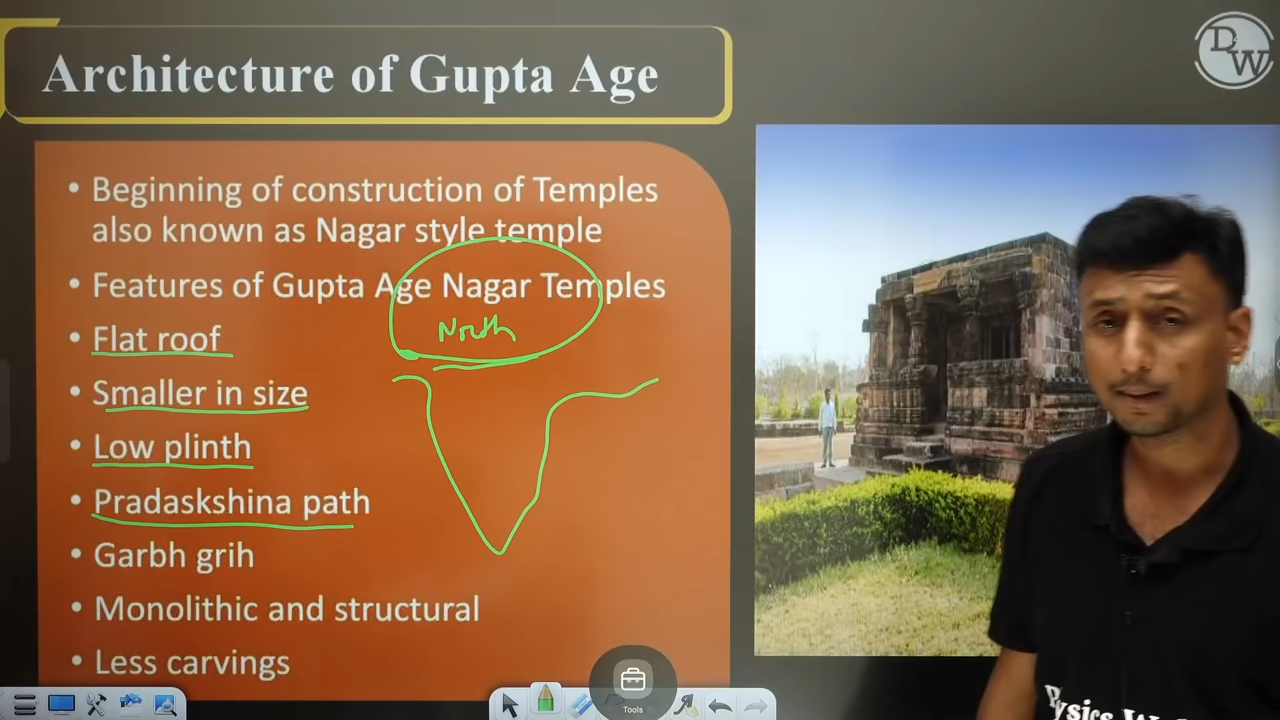 Architecture of Gupta Age
DW
• Beginning of construction of Temples
also known as Nagar style temple
• Features of Gupta Age Nagar Temples
North
• Flat roof
• Smaller in size
• Low plinth
• Pradaskshina path
• Garbh grih
• Monolithic and structural
• Less carvings
Tools